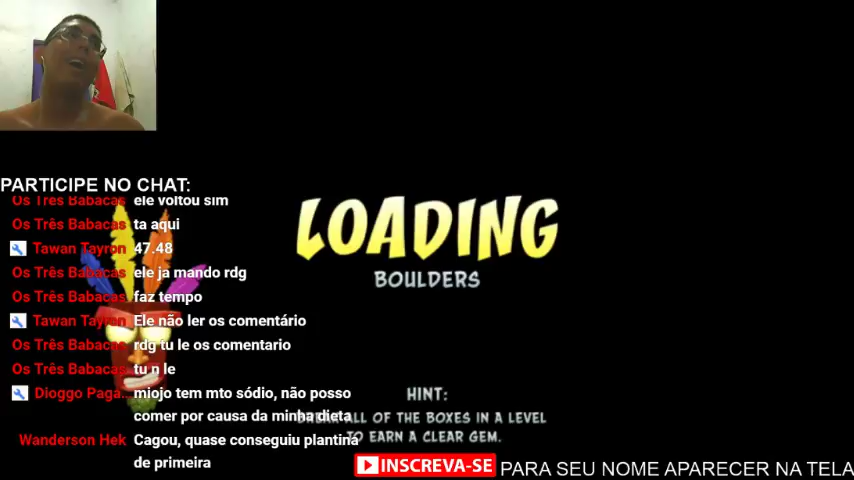 PARTICIPE NO CHAT:
Os Três Babacas ele voltou sim
Os Três Babacas ta aqui
Tawan Tayron 47.48
Os Três Babacas ele ja mando rdg
Os Três Babacas faz tempo
Tawan Tayron Ele não ler os comentário
Os Três Babacas rdg tu le os comentario
Os Três Babacas tu n le
Dioggo Paga... miojo tem mto sódio, não posso
comer por causa da minha dieta
Wanderson Hek Cagou, quase conseguiu plantina
de primeira
LOADING
BOULDERS
HINT:
BREAK ALL OF THE BOXES IN A LEVEL
TO EARN A CLEAR GEM.
INSCREVA-SE PARA SEU NOME APARECER NA TELA